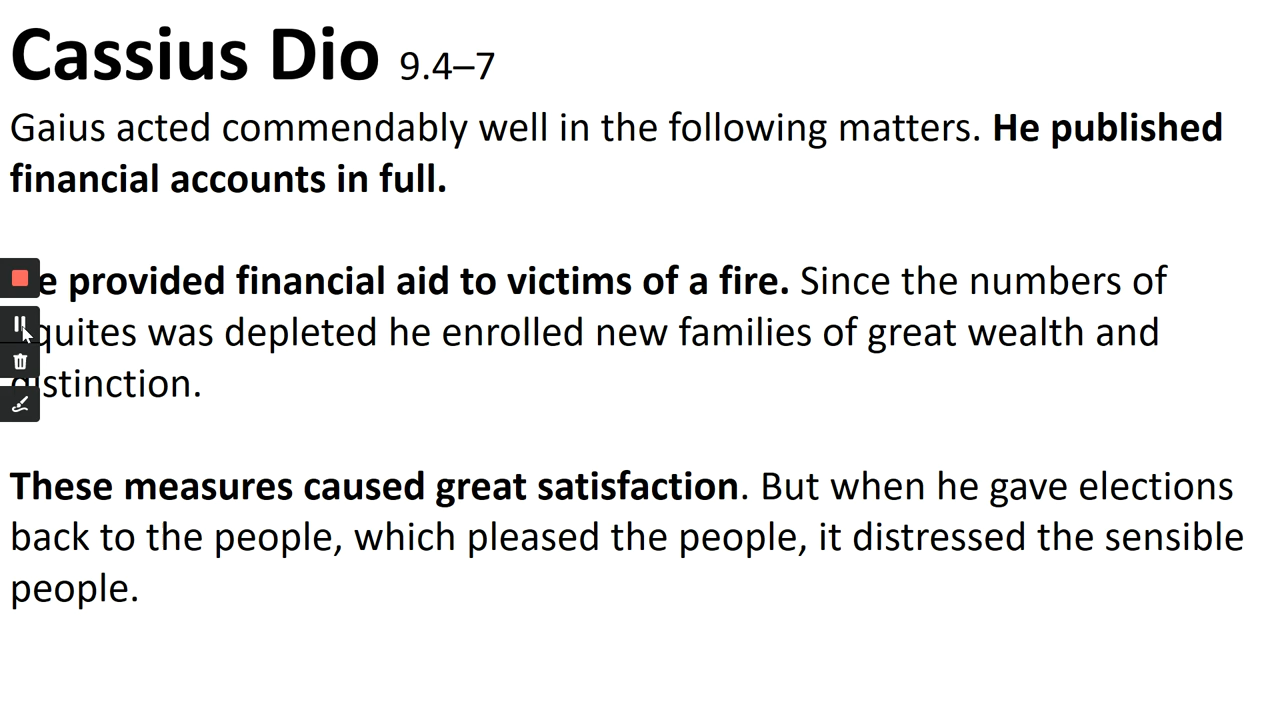 Cassius Dio 9.4–7
Gaius acted commendably well in the following matters. He published
financial accounts in full.
provided financial aid to victims of a fire. Since the numbers of
was depleted he enrolled new families of great wealth and
distinction.
These measures caused great satisfaction. But when he gave elections
back to the people, which pleased the people, it distressed the sensible
people.